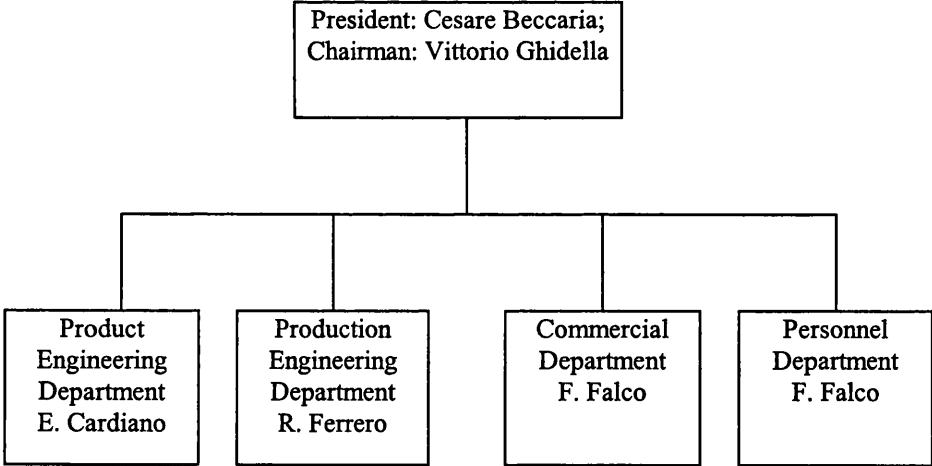 President: Cesare Beccaria;
Chairman: Vittorio Ghidella
Product
Engineering
Department
E. Cardiano
Production
Engineering
Department
R. Ferrero
Commercial
Department
F. Falco
Personnel
Department
F. Falco